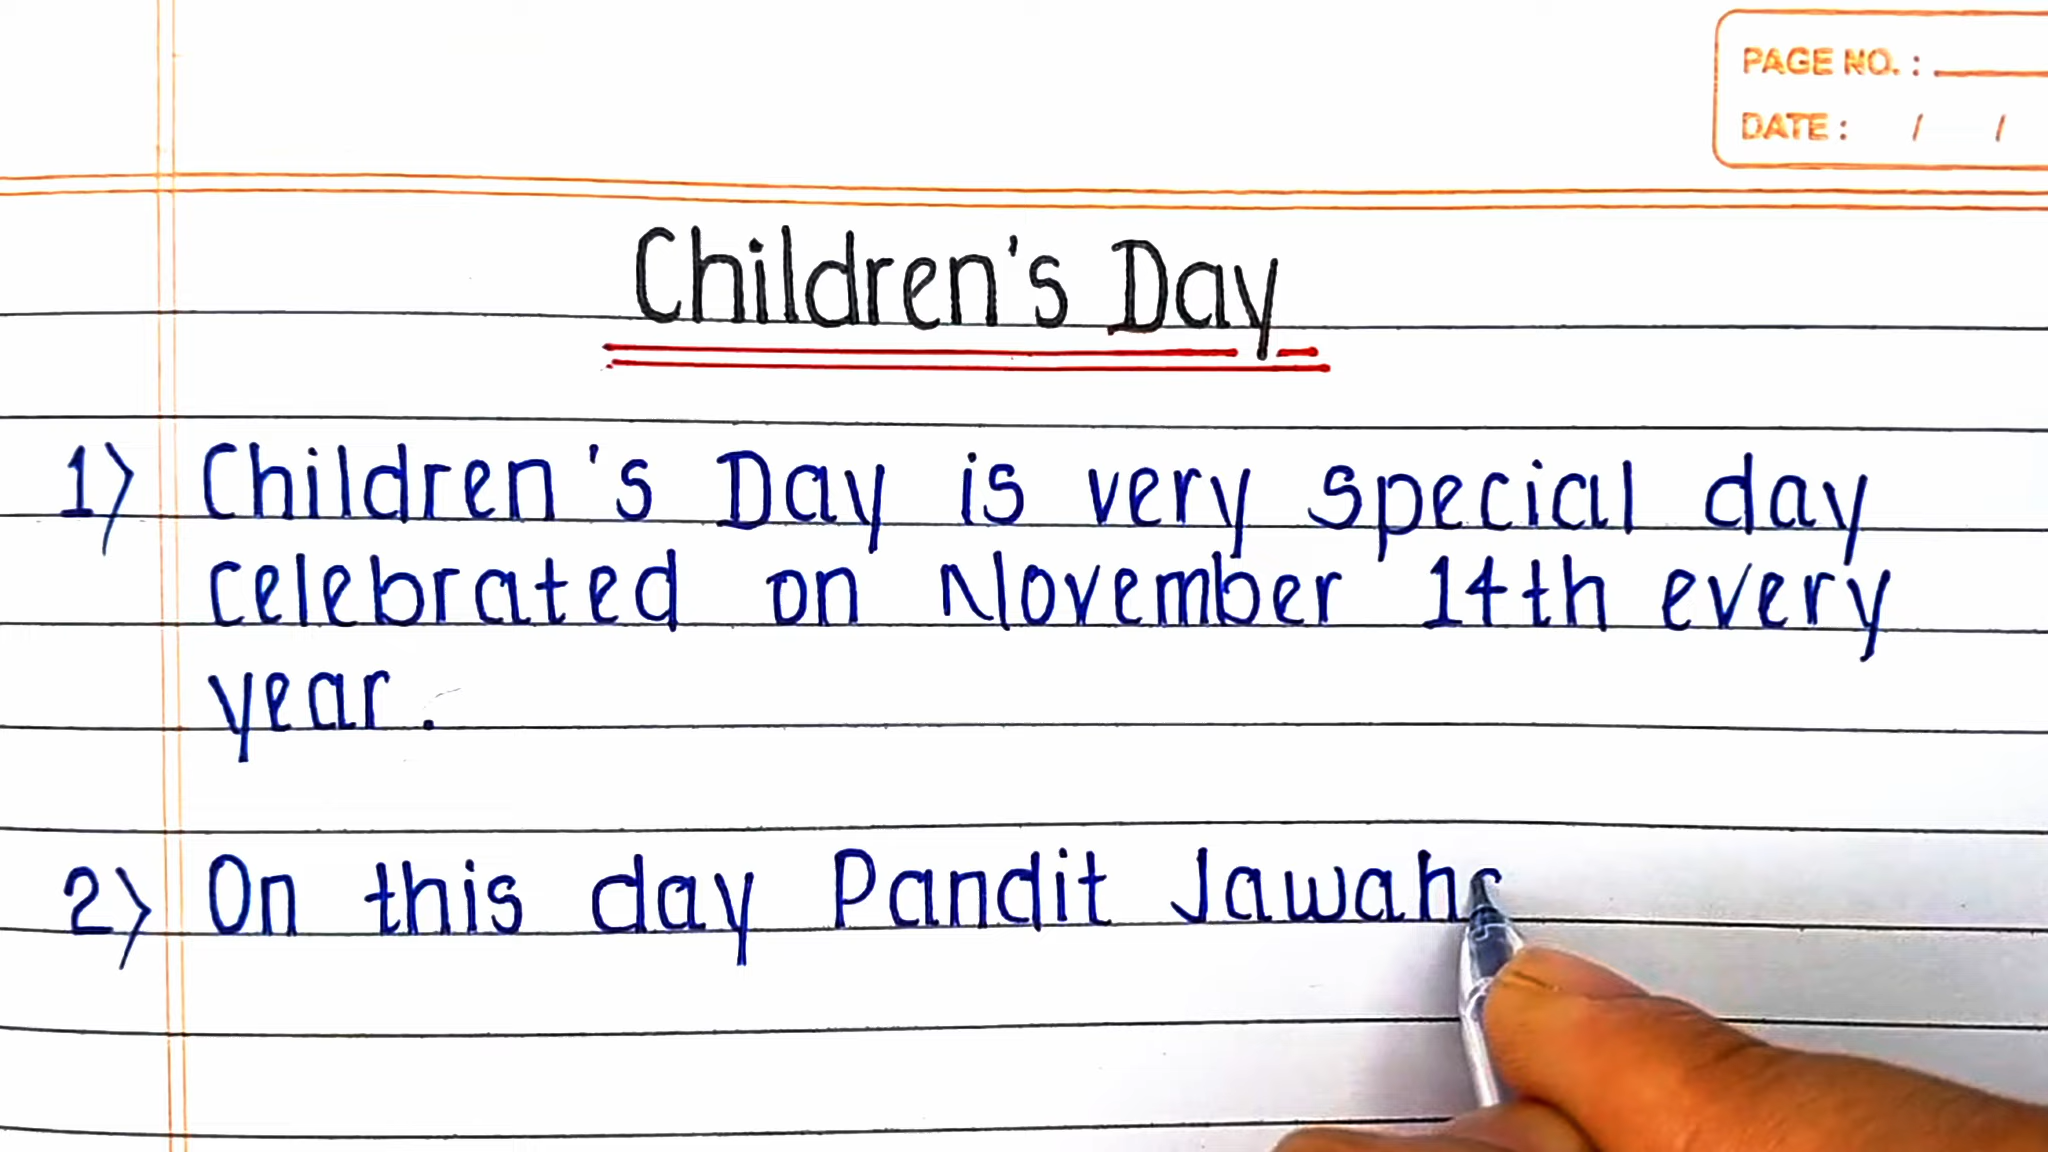 PAGE NO. :
DATE : / /
Children's Day
1) Children's Day is very special day
celebrated on November 14th every
year.
2) On this day Pandit Jawah